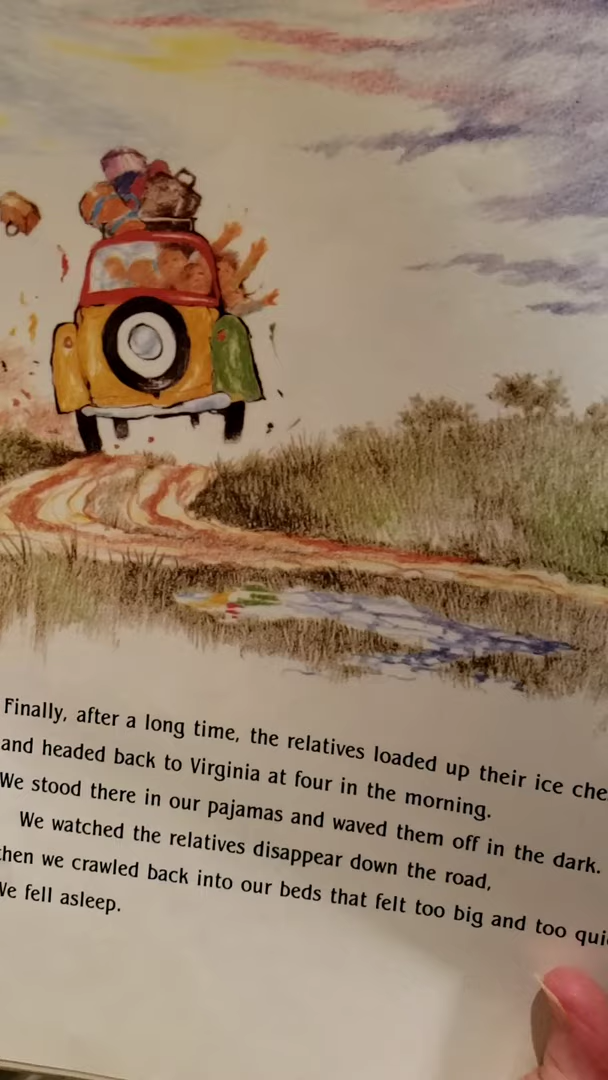 Finally, after a long time, the relatives loaded up their ice che
and headed back to Virginia at four in the morning.
We stood there in our pajamas and waved them off in the dark.
We watched the relatives disappear down the road,
then we crawled back into our beds that felt too big and too qui
We fell asleep.